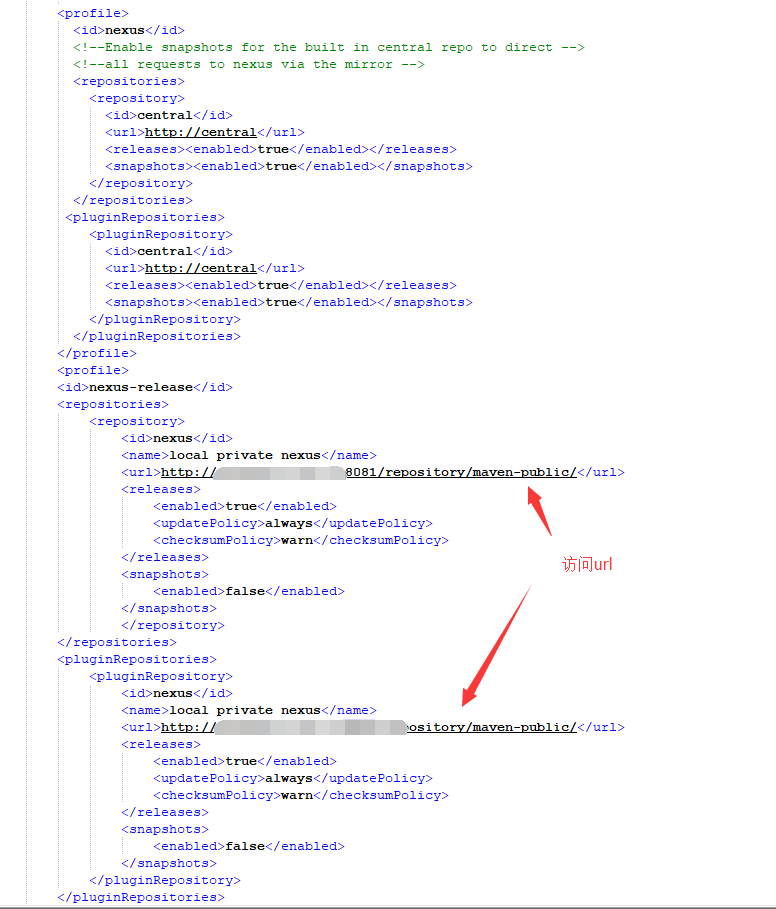 <profile>
<id>nexus</id>
<!--Enable snapshots for the built in central repo to direct -->
<!--all requests to nexus via the mirror -->
<repositories>
<repository>
<id>central</id>
<url>http://central</url>
<releases><enabled>true</enabled></releases>
<snapshots><enabled>true</enabled></snapshots>
</repository>
</repositories>
<pluginRepositories>
<pluginRepository>
<id>central</id>
<url>http://central</url>
<releases><enabled>true</enabled></releases>
<snapshots><enabled>true</enabled></snapshots>
</pluginRepository>
</pluginRepositories>
</profile>
<profile>
<id>nexus-release</id>
<repositories>
<repository>
<id>nexus</id>
<name>local private nexus</name>
<url>http:// 8081/repository/maven-public/</url>
<releases>
<enabled>true</enabled>
<updatePolicy>always</updatePolicy>
<checksumPolicy>warn</checksumPolicy>
</releases>
访问url
<snapshots>
<enabled>false</enabled>
</snapshots>
</repository>
</repositories>
<pluginRepositories>
<pluginRepository>
<id>nexus</id>
<name>local private nexus</name>
<url>http:// ository/maven-public/</url>
<releases>
<enabled>true</enabled>
<updatePolicy>always</updatePolicy>
<checksumPolicy>warn</checksumPolicy>
</releases>
<snapshots>
<enabled>false</enabled>
</snapshots>
</pluginRepository>
</pluginRepositories>